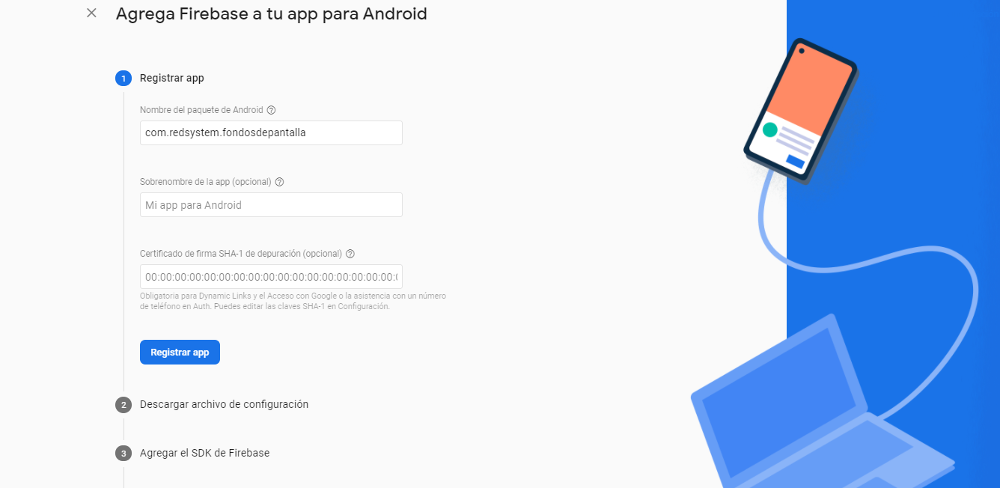 Agrega Firebase a tu app para Android
1 Registrar app
Nombre del paquete de Android
com.redsystem.fondosdepantalla
Sobrenombre de la app (opcional)
Mi app para Android
Certificado de firma SHA-1 de depuración (opcional)
00:00:00:00:00:00:00:00:00:00:00:00:00:00:00:00:00:(
Obligatoria para Dynamic Links y el Acceso con Google o la asistencia con un número
de teléfono en Auth. Puedes editar las claves SHA-1 en Configuración.
Registrar app
2 Descargar archivo de configuración
3 Agregar el SDK de Firebase